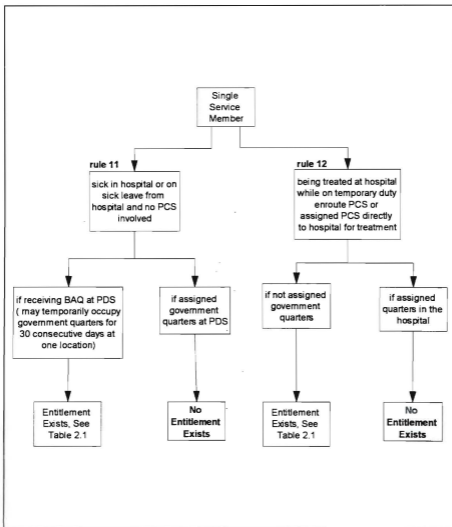 Single
Service
Member
rule 11
sick in hospital or on
sick leave from
hospital and no PCS
involved
rule 12
being treated at hospital
while on temporary duty
enroute PCS or
assigned PCS directly
to hospital for treatment
if receiving BAQ at PDS
( may temporarily occupy
government quarters for
30 consecutive days at
one location)
if assigned
government
quarters at PDS
if not assigned
government
quarters
if assigned
quarters in the
hospital
Entitlement
Exists, See
Table 2.1
No
Entitlement
Exists
Entitlement
Exists, See
Table 2.1
No
Entitlement
Exists